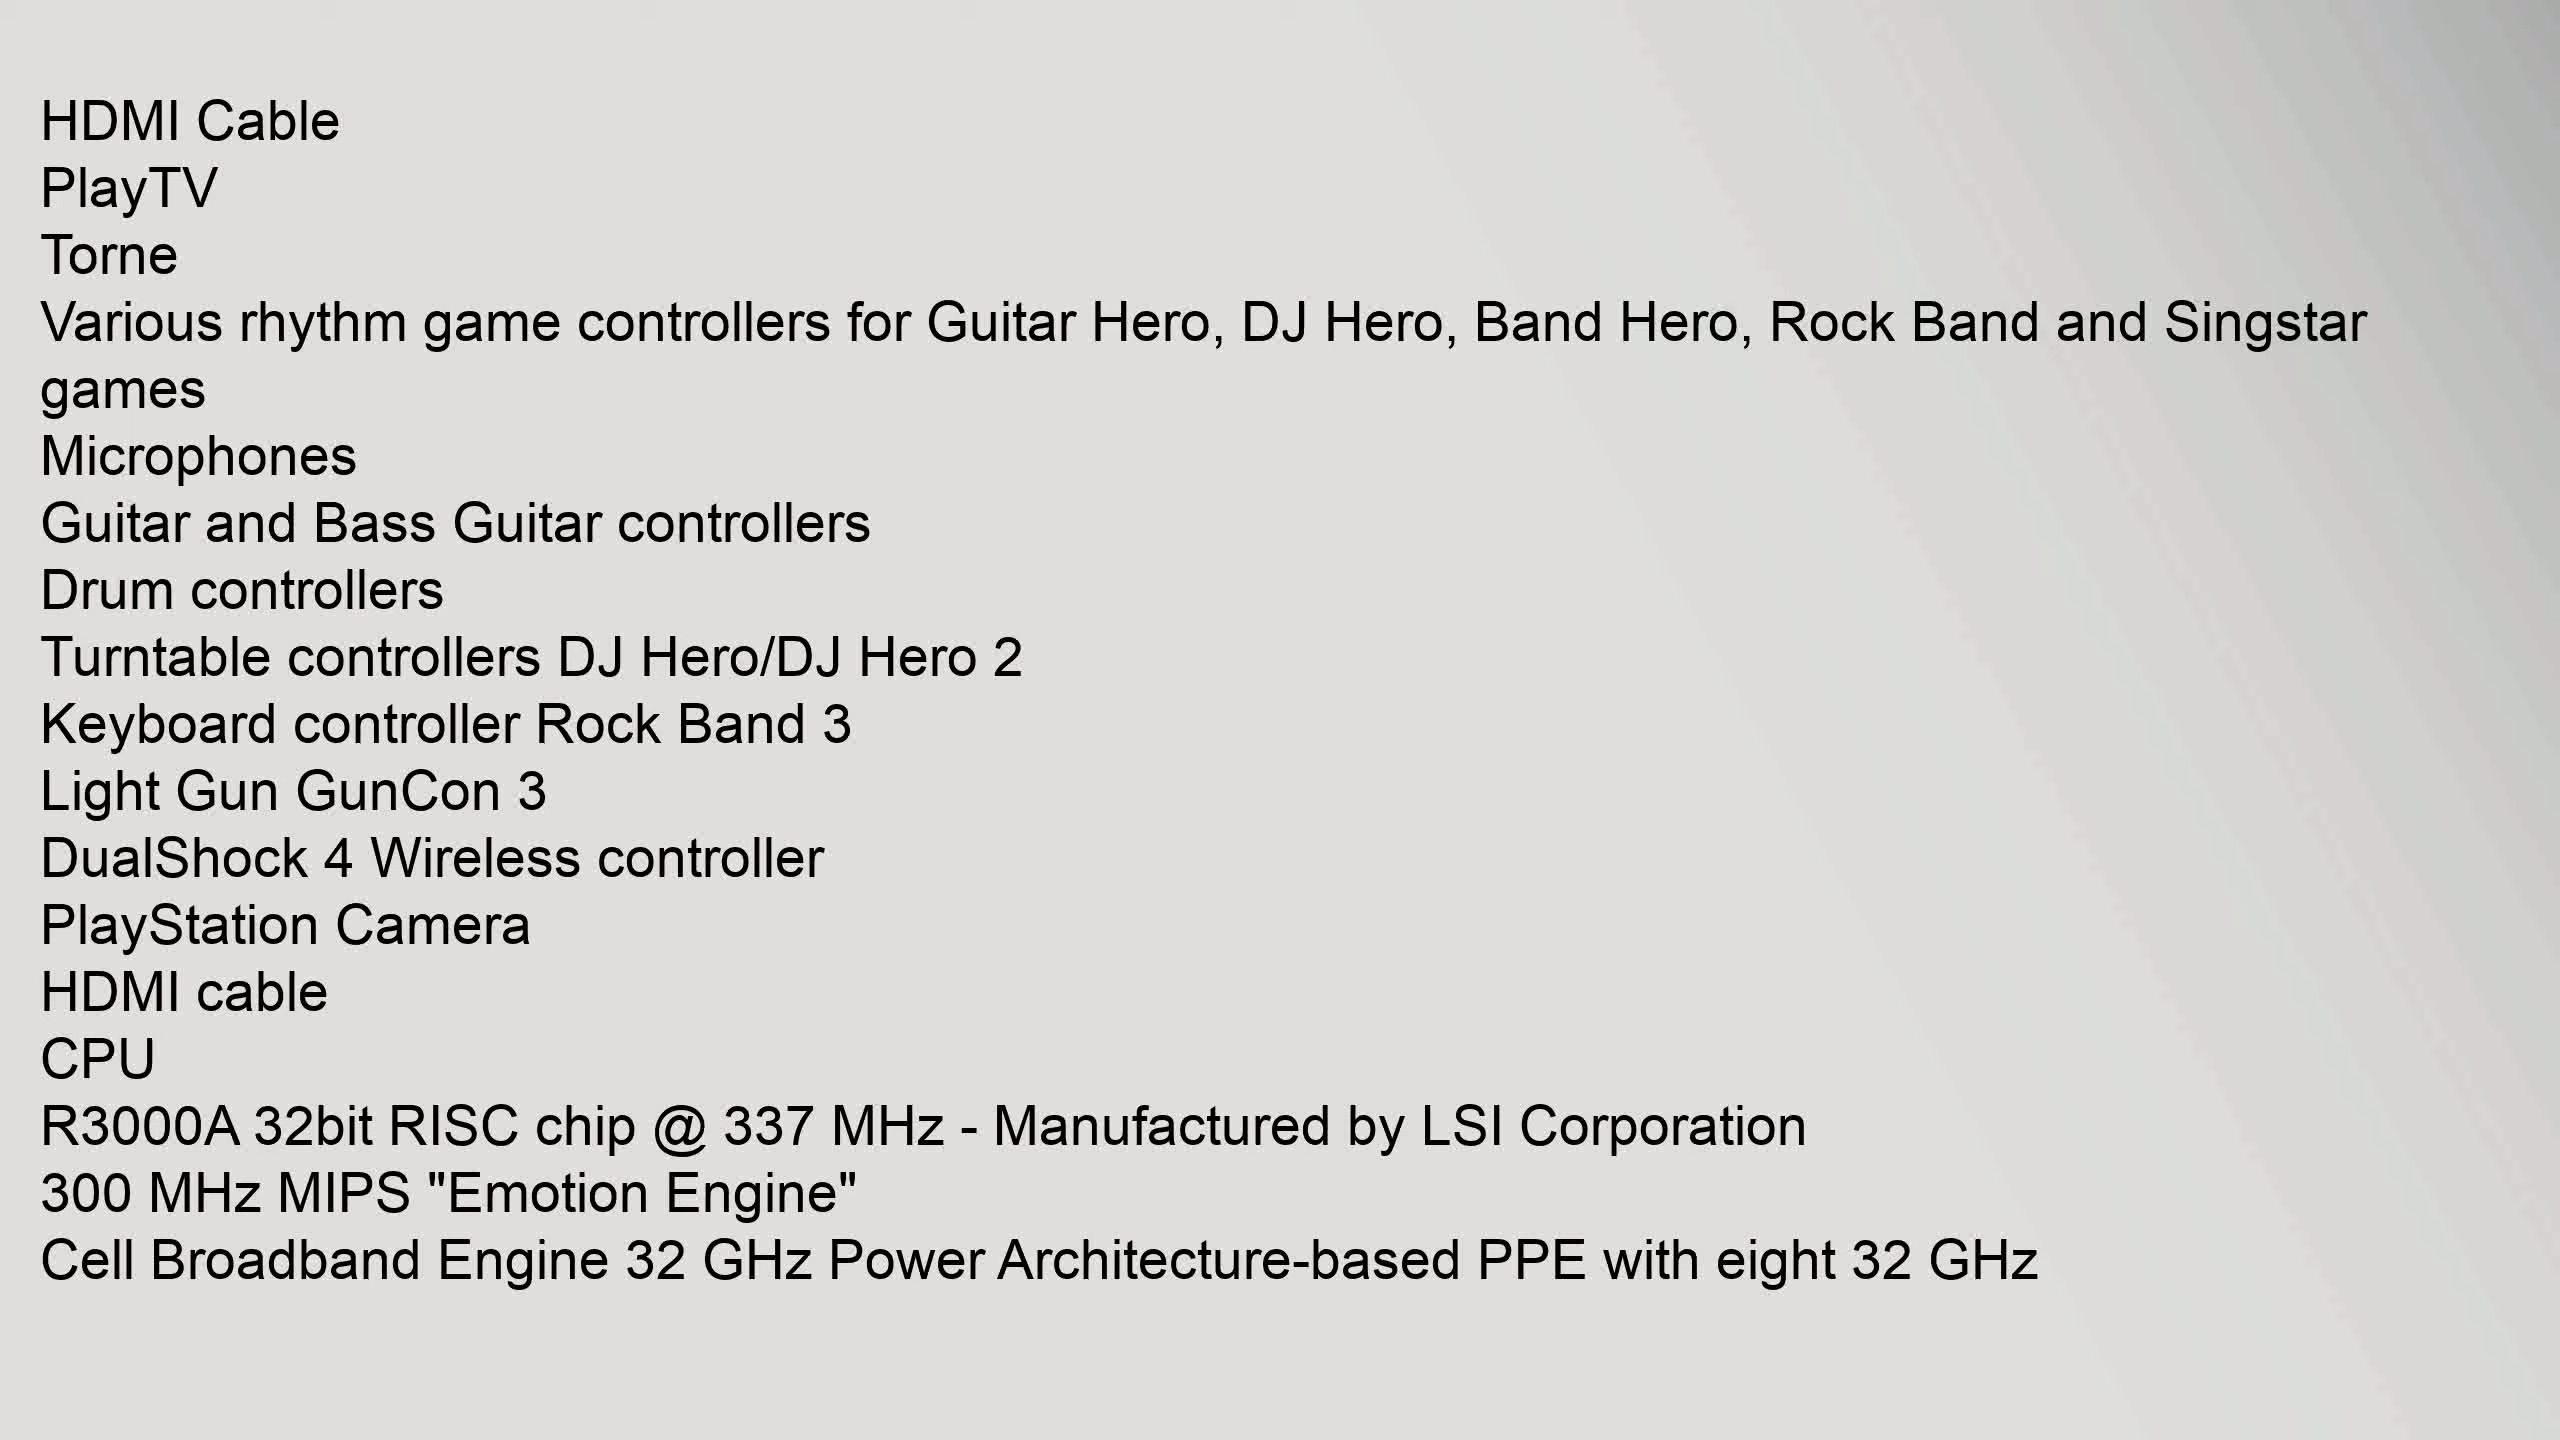 HDMI Cable
PlayTV
Torne
Various rhythm game controllers for Guitar Hero, DJ Hero, Band Hero, Rock Band and Singstar
games
Microphones
Guitar and Bass Guitar controllers
Drum controllers
Turntable controllers DJ Hero/DJ Hero 2
Keyboard controller Rock Band 3
Light Gun GunCon 3
DualShock 4 Wireless controller
PlayStation Camera
HDMI cable
CPU
R3000A 32bit RISC chip @ 337 MHz - Manufactured by LSI Corporation
300 MHz MIPS "Emotion Engine"
Cell Broadband Engine 32 GHz Power Architecture-based PPE with eight 32 GHz